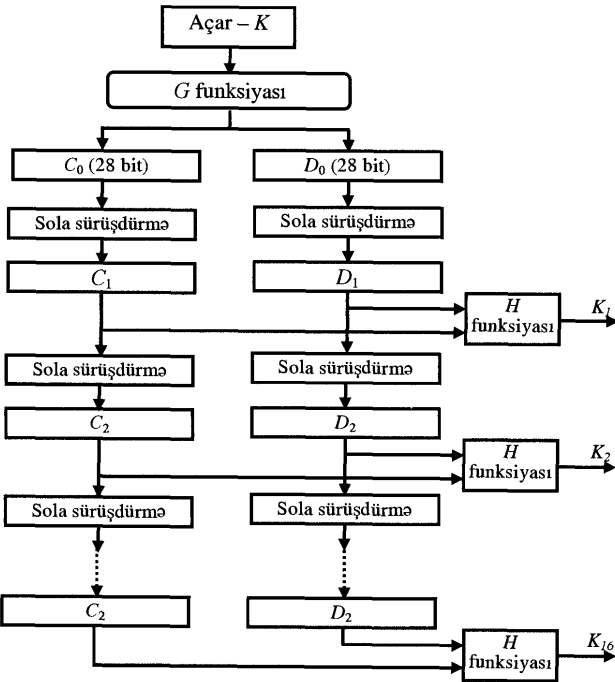 Açar – K
G funksiyası
C₀ (28 bit)
D₀ (28 bit)
Sola sürüşdürmə
Sola sürüşdürmə
C₁
D₁
H
funksiyası
K₁
Sola sürüşdürmə
Sola sürüşdürmə
C₂
D₂
H
funksiyası
K₂
Sola sürüşdürmə
Sola sürüşdürmə
C₂
D₂
H
funksiyası
K₁₆